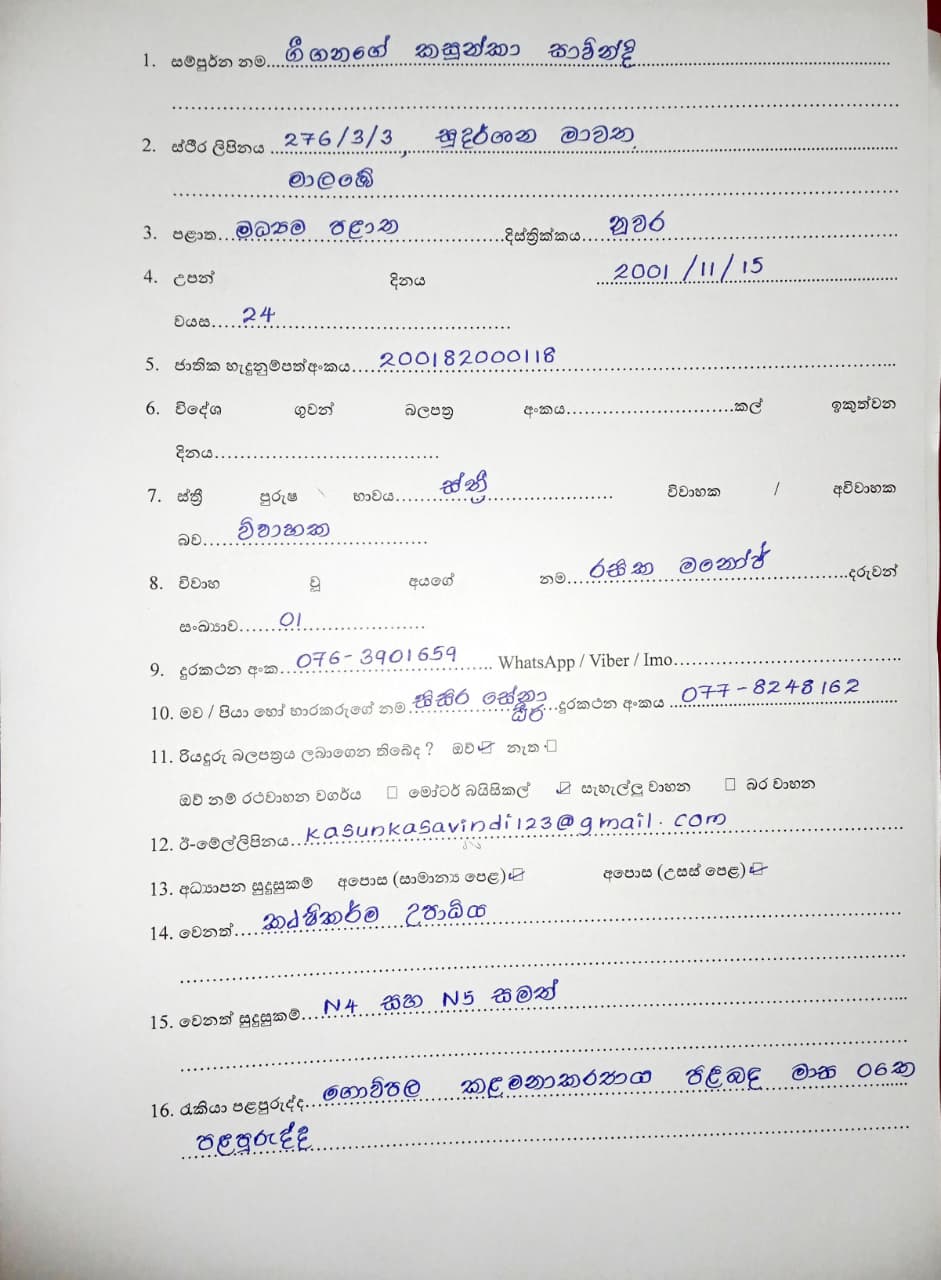 1. සම්පුර්න නම....ගීගනගේ කසුන්කා සාවින්දි
2. ස්ථිර ලිපිනය ....276/3/3, සුදර්ශන මාවත
මාලබේ
3. පළාත....මධ්‍යම පළාත ....දිස්ත්‍රික්කය.... නුවර
4. උපන් දිනය ....2001/11/15
වයස.... 24
5. ජාතික හැදුනුම්පත්අංකය....200182000118
6. විදේශ ගුවන් බලපත්‍ර අංකය............කල් ඉකුත්වන
දිනය............
7. ස්ත්‍රී පුරුෂ භාවය....ස්ත්‍රී.... විවාහක / අවිවාහක
බව....විවාහක
8. විවාහ වූ අයගේ නම....රසික මනෝජ්....දරුවන්
සංඛ්‍යාව....01
9. දුරකථන අංක....076-3901659.... WhatsApp / Viber / Imo............
10. මව / පියා හෝ භාරකරුගේ නම....සිසිර සේනා....දුරකථන අංකය ....077-8248162
වීර
11. රියදුරු බලපත්‍රය ලබාගෙන තිබේද ? ඔව් ☑ නැත ☐
ඔව් නම් රථවාහන වගර්ය ☐ මෝටර් බයිසිකල් ☑ සැහැල්ලු වාහන ☐ බර වාහන
12. ඊ-මේල්ලිපිනය....kasunkasavindi123@gmail.com
13. අධ්‍යාපන සුදුසුකම් අපොස (සාමාන්‍ය පෙළ) ☑ අපොස (උසස් පෙළ) ☑
14. වෙනත්....කෘෂිකර්ම උපාධිය
15. වෙනත් සුදුසුකම්....N4 සහ N5 සමත්
16. රැකියා පළපුරුද්ද....ගොවිපල කළමනාකරණය පිළිබඳ මාස 06ක
පළපුරුද්ද